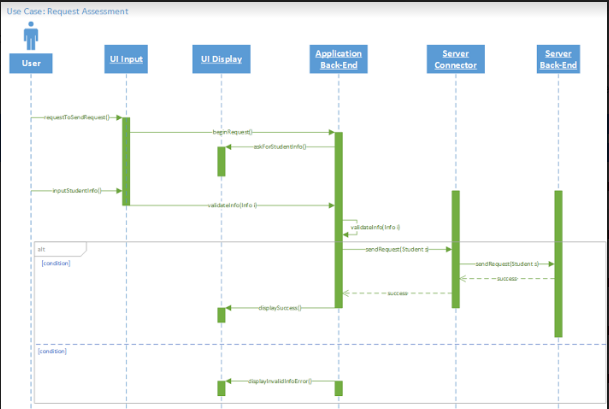 Use Case: Request Assessment
User
UI Input
UI Display
Application
Back-End
Server
Connector
Server
Back-End
requestToSendRequest()
beginRequest()
askForStudentInfo()
inputStudentInfo()
validateInfo(Info i)
validateInfo(Info i)
alt
sendRequest(Student s)
[condition]
sendRequest(Student s)
success
success
displaySuccess()
[condition]
displayInvalidInfoError()